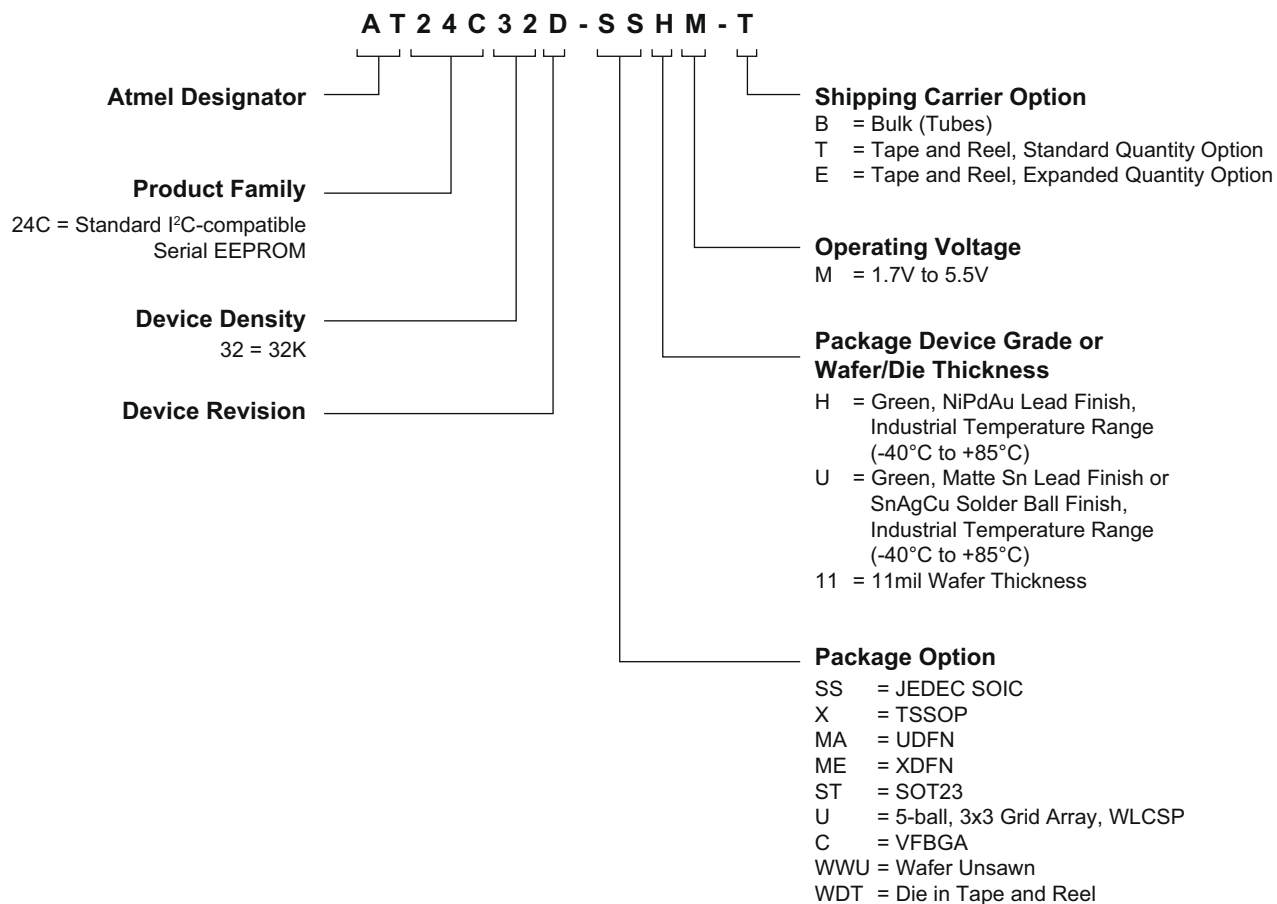 AT24C32D-SSHM-T
Atmel Designator
Product Family
24C = Standard I²C-compatible
Serial EEPROM
Device Density
32 = 32K
Device Revision
Shipping Carrier Option
B = Bulk (Tubes)
T = Tape and Reel, Standard Quantity Option
E = Tape and Reel, Expanded Quantity Option
Operating Voltage
M = 1.7V to 5.5V
Package Device Grade or
Wafer/Die Thickness
H = Green, NiPdAu Lead Finish,
Industrial Temperature Range
(-40°C to +85°C)
U = Green, Matte Sn Lead Finish or
SnAgCu Solder Ball Finish,
Industrial Temperature Range
(-40°C to +85°C)
11 = 11mil Wafer Thickness
Package Option
SS = JEDEC SOIC
X = TSSOP
MA = UDFN
ME = XDFN
ST = SOT23
U = 5-ball, 3x3 Grid Array, WLCSP
C = VFBGA
WWU = Wafer Unsawn
WDT = Die in Tape and Reel